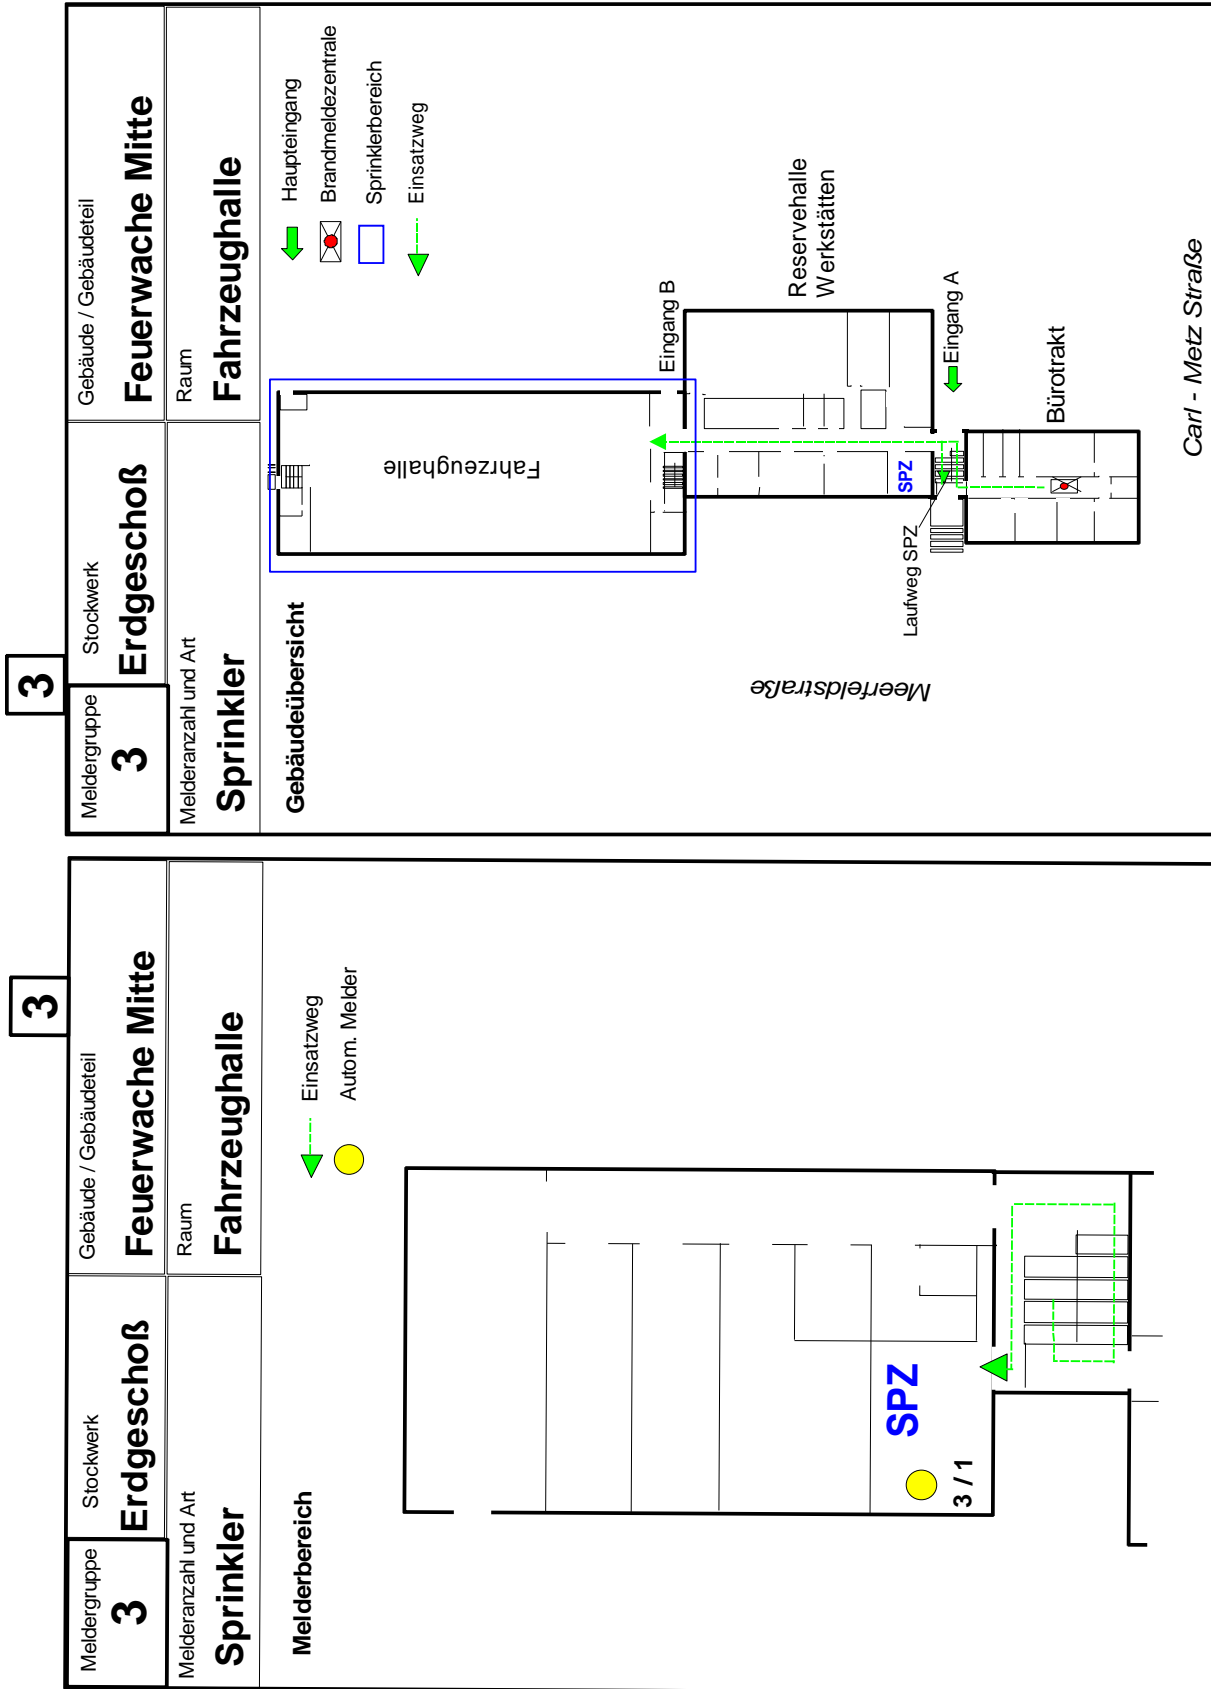 3
Meldergruppe
3
Stockwerk
Erdgeschoß
Gebäude / Gebäudeteil
Feuerwache Mitte
Melderanzahl und Art
Sprinkler
Raum
Fahrzeughalle
Melderbereich
Einsatzweg
Autom. Melder
SPZ
3 / 1
3
Meldergruppe
3
Stockwerk
Erdgeschoß
Gebäude / Gebäudeteil
Feuerwache Mitte
Melderanzahl und Art
Sprinkler
Raum
Fahrzeughalle
Gebäudeübersicht
Haupteingang
Brandmeldezentrale
Sprinklerbereich
Einsatzweg
Fahrzeughalle
Eingang B
Reservehalle
Werkstätten
SPZ
Eingang A
Laufweg SPZ
Bürotrakt
Meerfeldstraße
Carl - Metz Straße